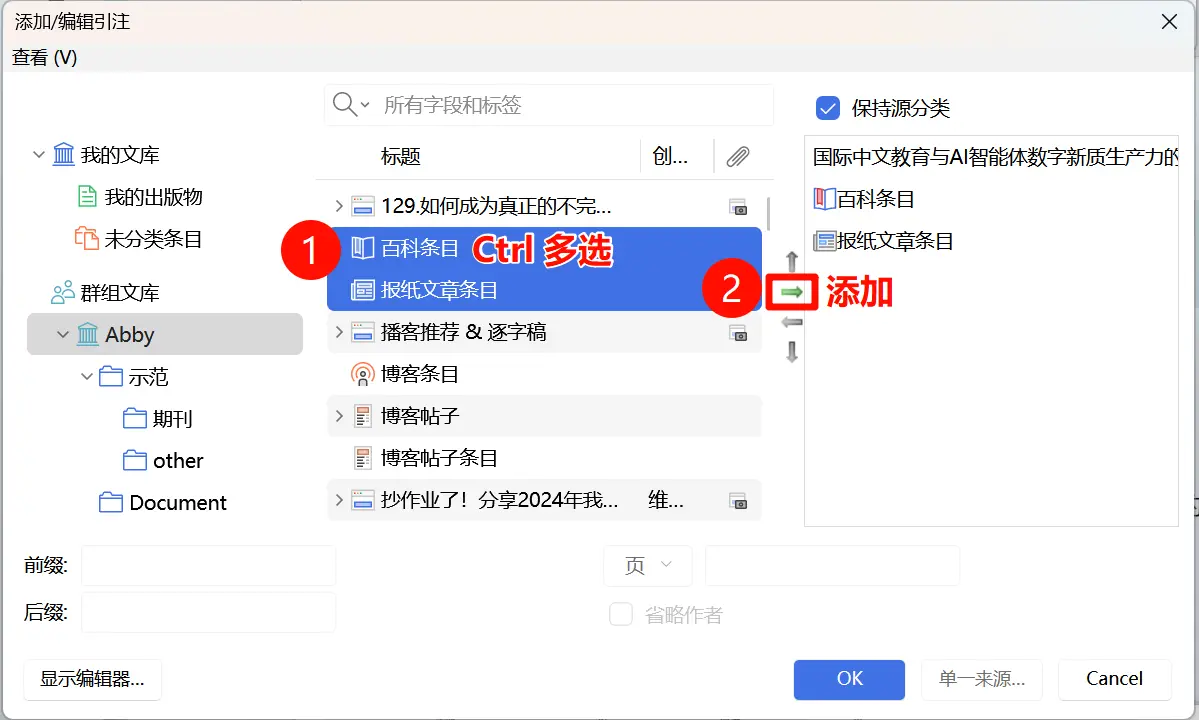 添加/编辑引注
查看 (V)
所有字段和标签
保持源分类
我的文库
我的出版物
未分类条目
群组文库
Abby
示范
期刊
other
Document
标题 创...
129.如何成为真正的不完...
1 百科条目 Ctrl 多选
报纸文章条目
播客推荐 & 逐字稿
博客条目
博客帖子
博客帖子条目
抄作业了！分享2024年我... 维...
2 添加
国际中文教育与AI智能体数字新质生产力的
百科条目
报纸文章条目
前缀: 页
后缀: 省略作者
显示编辑器... OK 单一来源... Cancel